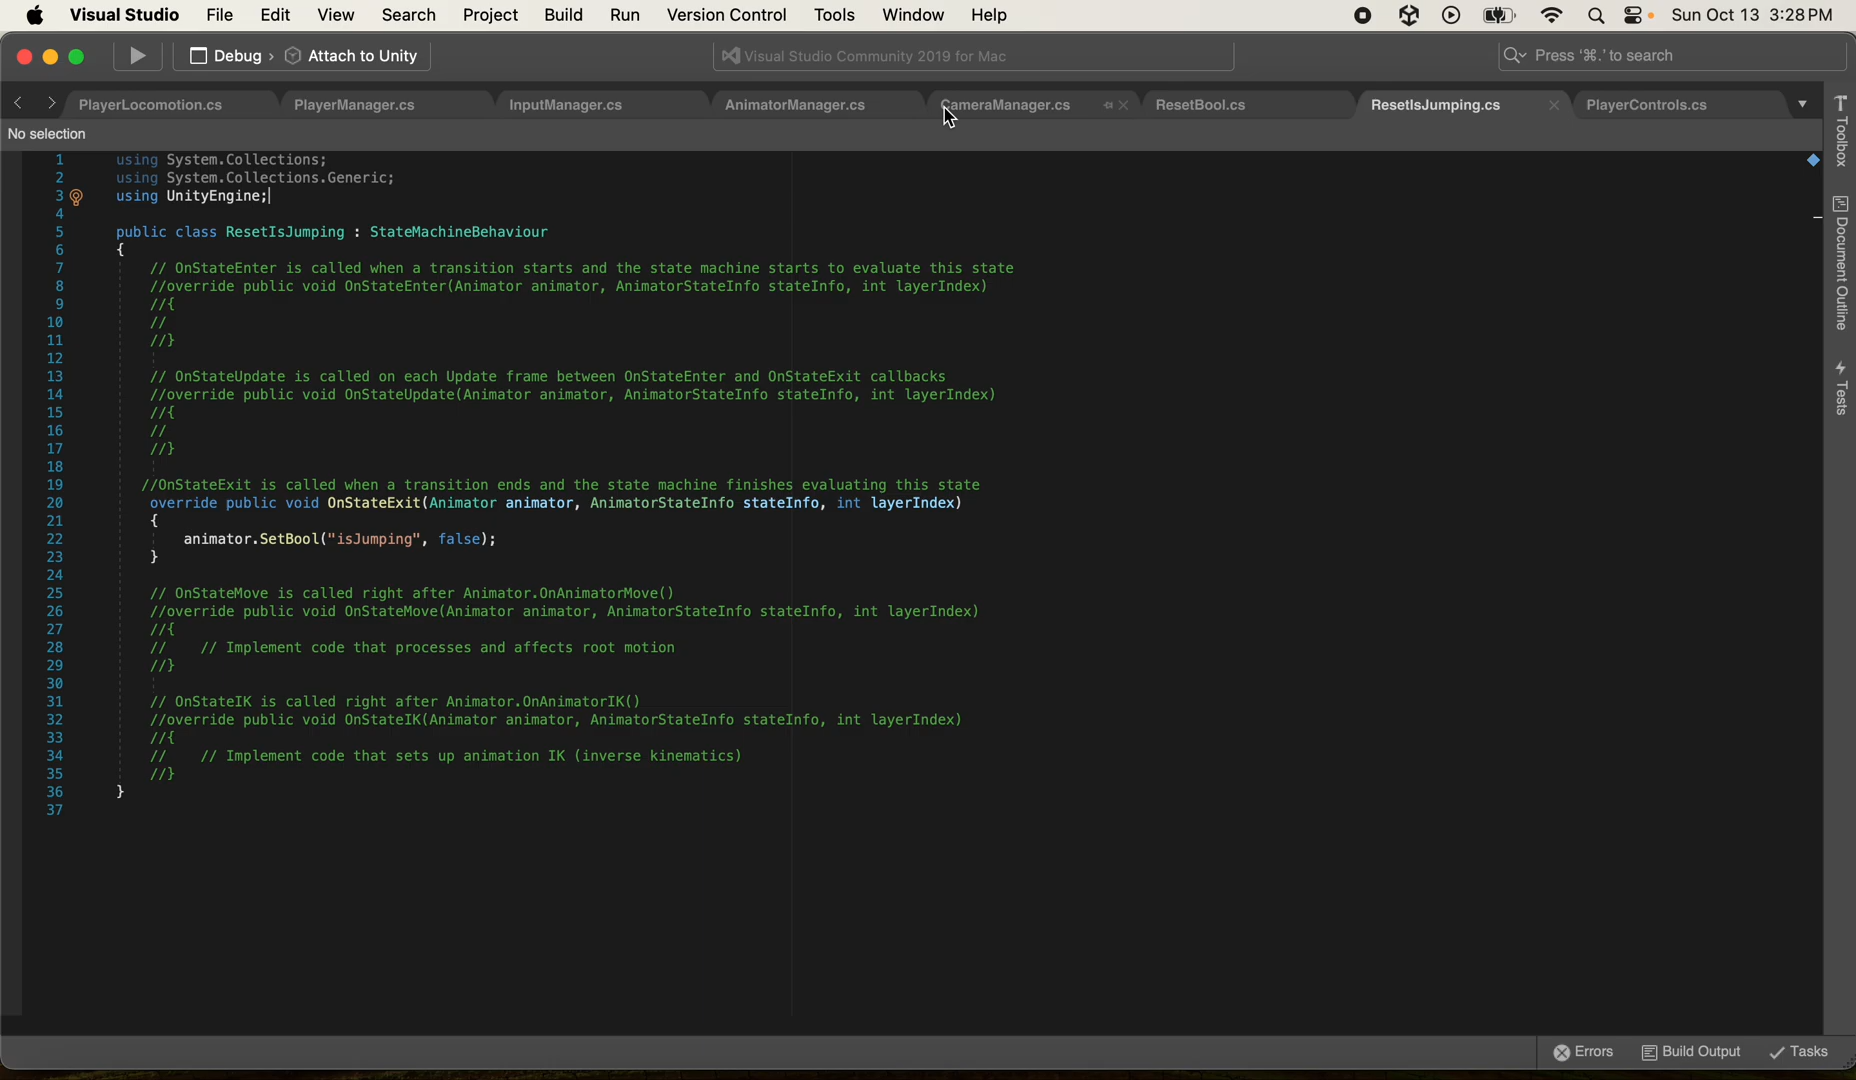 Visual Studio File Edit View Search Project Build Run Version Control Tools Window Help Sun Oct 13 3:28 PM
Debug › Attach to Unity Visual Studio Community 2019 for Mac Press '⌘.' to search
PlayerLocomotion.cs PlayerManager.cs InputManager.cs AnimatorManager.cs CameraManager.cs ResetBool.cs ResetIsJumping.cs PlayerControls.cs
No selection
1 using System.Collections;
2 using System.Collections.Generic;
3 using UnityEngine;
4
5 public class ResetIsJumping : StateMachineBehaviour
6 {
7 // OnStateEnter is called when a transition starts and the state machine starts to evaluate this state
8 //override public void OnStateEnter(Animator animator, AnimatorStateInfo stateInfo, int layerIndex)
9 //{
10 //
11 //}
12
13 // OnStateUpdate is called on each Update frame between OnStateEnter and OnStateExit callbacks
14 //override public void OnStateUpdate(Animator animator, AnimatorStateInfo stateInfo, int layerIndex)
15 //{
16 //
17 //}
18
19 //OnStateExit is called when a transition ends and the state machine finishes evaluating this state
20 override public void OnStateExit(Animator animator, AnimatorStateInfo stateInfo, int layerIndex)
21 {
22 animator.SetBool("isJumping", false);
23 }
24
25 // OnStateMove is called right after Animator.OnAnimatorMove()
26 //override public void OnStateMove(Animator animator, AnimatorStateInfo stateInfo, int layerIndex)
27 //{
28 // // Implement code that processes and affects root motion
29 //}
30
31 // OnStateIK is called right after Animator.OnAnimatorIK()
32 //override public void OnStateIK(Animator animator, AnimatorStateInfo stateInfo, int layerIndex)
33 //{
34 // // Implement code that sets up animation IK (inverse kinematics)
35 //}
36 }
37
Toolbox
Document Outline
Tests
Errors Build Output Tasks